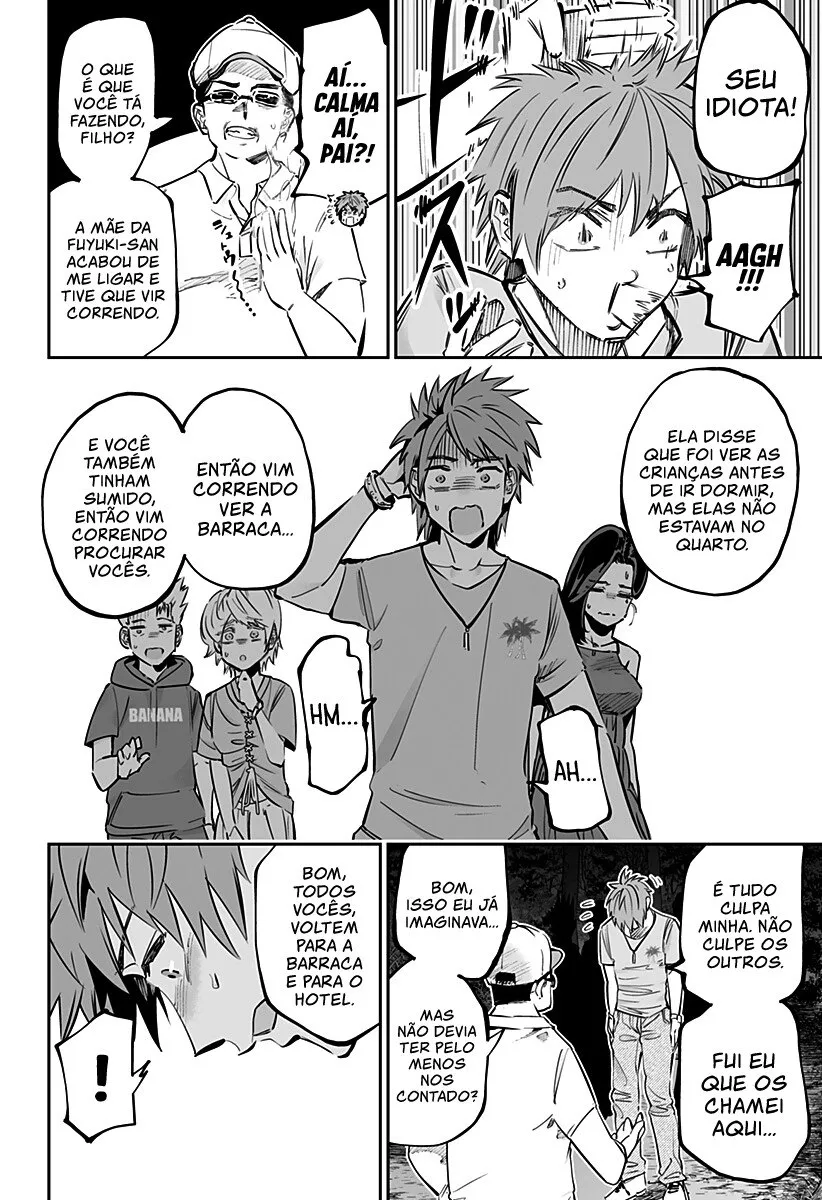 SEU
IDIOTA!
AAGH
!!!
AÍ...
CALMA
AÍ,
PAI?!
O QUE
É QUE
VOCÊ TÁ
FAZENDO,
FILHO?
A MÃE DA
FUYUKI-SAN
ACABOU DE
ME LIGAR E
TIVE QUE VIR
CORRENDO.
ELA DISSE
QUE FOI VER AS
CRIANÇAS ANTES
DE IR DORMIR,
MAS ELAS NÃO
ESTAVAM NO
QUARTO.
ENTÃO VIM
CORRENDO
VER A
BARRACA...
E VOCÊ
TAMBÉM
TINHAM
SUMIDO,
ENTÃO VIM
CORRENDO
PROCURAR
VOCÊS.
AH...
HM...
BANANA
É TUDO
CULPA
MINHA. NÃO
CULPE OS
OUTROS.
FUI EU
QUE OS
CHAMEI
AQUI...
BOM,
ISSO EU JÁ
IMAGINAVA...
MAS
NÃO DEVIA
TER PELO
MENOS
NOS
CONTADO?
BOM,
TODOS
VOCÊS,
VOLTEM
PARA A
BARRACA
E PARA O
HOTEL.
!